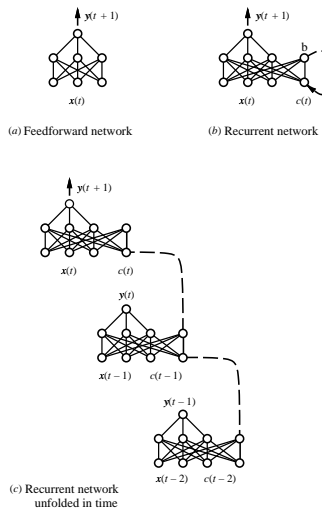 y(t + 1)
x(t)
(a) Feedforward network
y(t + 1)
b
x(t)
c(t)
(b) Recurrent network
y(t + 1)
x(t)
c(t)
y(t)
x(t – 1)
c(t – 1)
y(t – 1)
x(t – 2)
c(t – 2)
(c) Recurrent network
unfolded in time